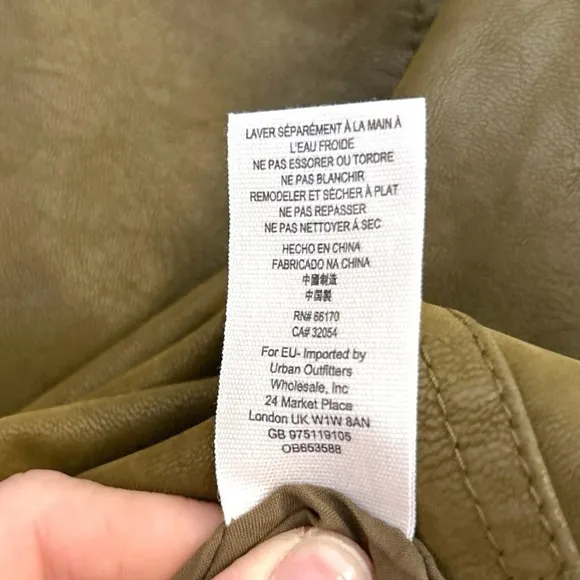 LAVER SÉPARÉMENT À LA MAIN À
L'EAU FROIDE
NE PAS ESSORER OU TORDRE
NE PAS BLANCHIR
REMODELER ET SÉCHER À PLAT
NE PAS REPASSER
NE PAS NETTOYER Á SEC
HECHO EN CHINA
FABRICADO NA CHINA
中國制造
中国製
RN# 66170
CA# 32054
For EU- Imported by
Urban Outfitters
Wholesale, Inc
24 Market Place
London UK W1W 8AN
GB 975119105
OB653588